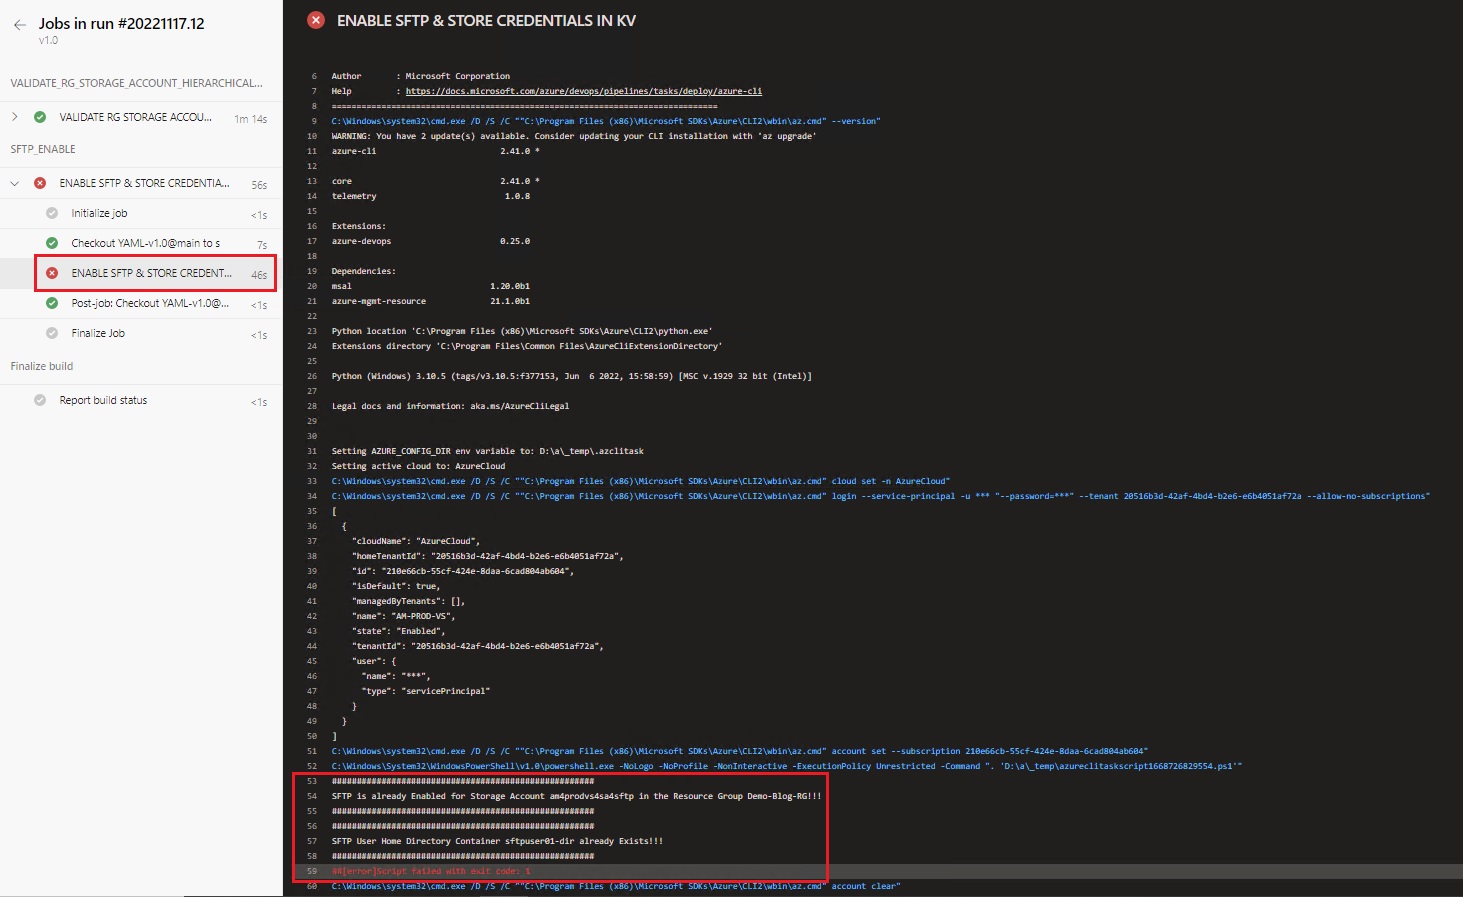 Jobs in run #20221117.12
v1.0
VALIDATE_RG_STORAGE_ACCOUNT_HIERARCHICAL...
VALIDATE RG STORAGE ACCOU... 1m 14s
SFTP_ENABLE
ENABLE SFTP & STORE CREDENTIA... 56s
Initialize job <1s
Checkout YAML-v1.0@main to s 7s
ENABLE SFTP & STORE CREDENT... 46s
Post-job: Checkout YAML-v1.0@... <1s
Finalize Job <1s
Finalize build
Report build status <1s
ENABLE SFTP & STORE CREDENTIALS IN KV
6 Author : Microsoft Corporation
7 Help : https://docs.microsoft.com/azure/devops/pipelines/tasks/deploy/azure-cli
8 ==============================================================================
9 C:\Windows\system32\cmd.exe /D /S /C ""C:\Program Files (x86)\Microsoft SDKs\Azure\CLI2\wbin\az.cmd" --version"
10 WARNING: You have 2 update(s) available. Consider updating your CLI installation with 'az upgrade'
11 azure-cli 2.41.0 *
12
13 core 2.41.0 *
14 telemetry 1.0.8
15
16 Extensions:
17 azure-devops 0.25.0
18
19 Dependencies:
20 msal 1.20.0b1
21 azure-mgmt-resource 21.1.0b1
22
23 Python location 'C:\Program Files (x86)\Microsoft SDKs\Azure\CLI2\python.exe'
24 Extensions directory 'C:\Program Files\Common Files\AzureCliExtensionDirectory'
25
26 Python (Windows) 3.10.5 (tags/v3.10.5:f377153, Jun  6 2022, 15:58:59) [MSC v.1929 32 bit (Intel)]
27
28 Legal docs and information: aka.ms/AzureCliLegal
29
30
31 Setting AZURE_CONFIG_DIR env variable to: D:\a\_temp\.azclitask
32 Setting active cloud to: AzureCloud
33 C:\Windows\system32\cmd.exe /D /S /C ""C:\Program Files (x86)\Microsoft SDKs\Azure\CLI2\wbin\az.cmd" cloud set -n AzureCloud"
34 C:\Windows\system32\cmd.exe /D /S /C ""C:\Program Files (x86)\Microsoft SDKs\Azure\CLI2\wbin\az.cmd" login --service-principal -u *** "--password=***" --tenant 20516b3d-42af-4bd4-b2e6-e6b4051af72a --allow-no-subscriptions"
35 [
36 {
37 "cloudName": "AzureCloud",
38 "homeTenantId": "20516b3d-42af-4bd4-b2e6-e6b4051af72a",
39 "id": "210e66cb-55cf-424e-8daa-6cad804ab604",
40 "isDefault": true,
41 "managedByTenants": [],
42 "name": "AM-PROD-VS",
43 "state": "Enabled",
44 "tenantId": "20516b3d-42af-4bd4-b2e6-e6b4051af72a",
45 "user": {
46 "name": "***",
47 "type": "servicePrincipal"
48 }
49 }
50 ]
51 C:\Windows\system32\cmd.exe /D /S /C ""C:\Program Files (x86)\Microsoft SDKs\Azure\CLI2\wbin\az.cmd" account set --subscription 210e66cb-55cf-424e-8daa-6cad804ab604"
52 C:\Windows\System\WindowsPowerShell\v1.0\powershell.exe -NoLogo -NoProfile -NonInteractive -ExecutionPolicy Unrestricted -Command ". 'D:\a\_temp\azureclitaskscript1668726829554.ps1'"
53 #####################################################
54 SFTP is already Enabled for Storage Account am4prodvs4sa4sftp in the Resource Group Demo-Blog-RG!!!
55 #####################################################
56 #####################################################
57 SFTP User Home Directory Container sftpuser01-dir already Exists!!!
58 #####################################################
59 ##[error]Script failed with exit code: 1
60 C:\Windows\system32\cmd.exe /D /S /C ""C:\Program Files (x86)\Microsoft SDKs\Azure\CLI2\wbin\az.cmd" account clear"